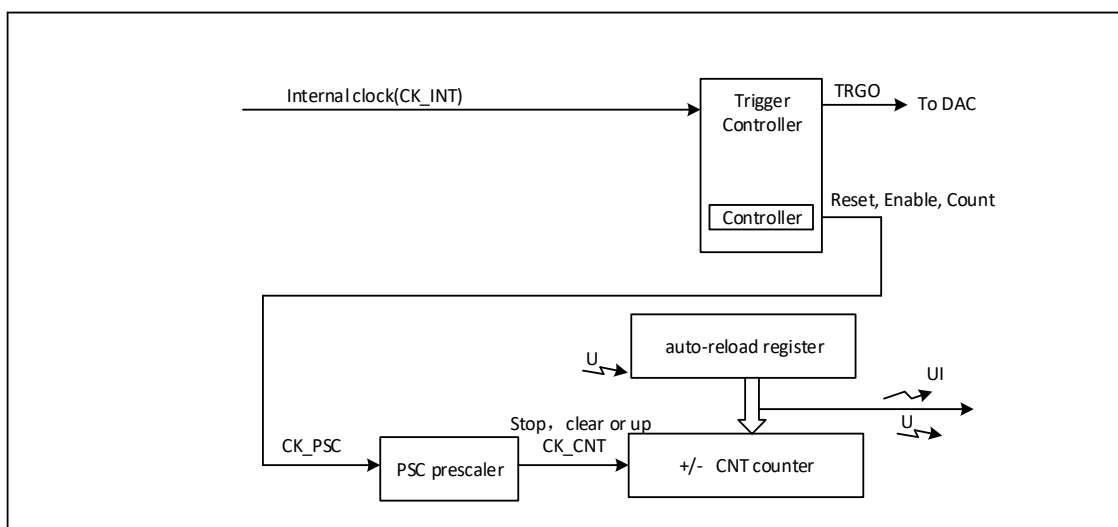 Internal clock(CK_INT)
Trigger
Controller
TRGO
To DAC
Controller
Reset, Enable, Count
auto-reload register
U
UI
U
Stop，clear or up
CK_PSC
CK_CNT
PSC prescaler
+/- CNT counter